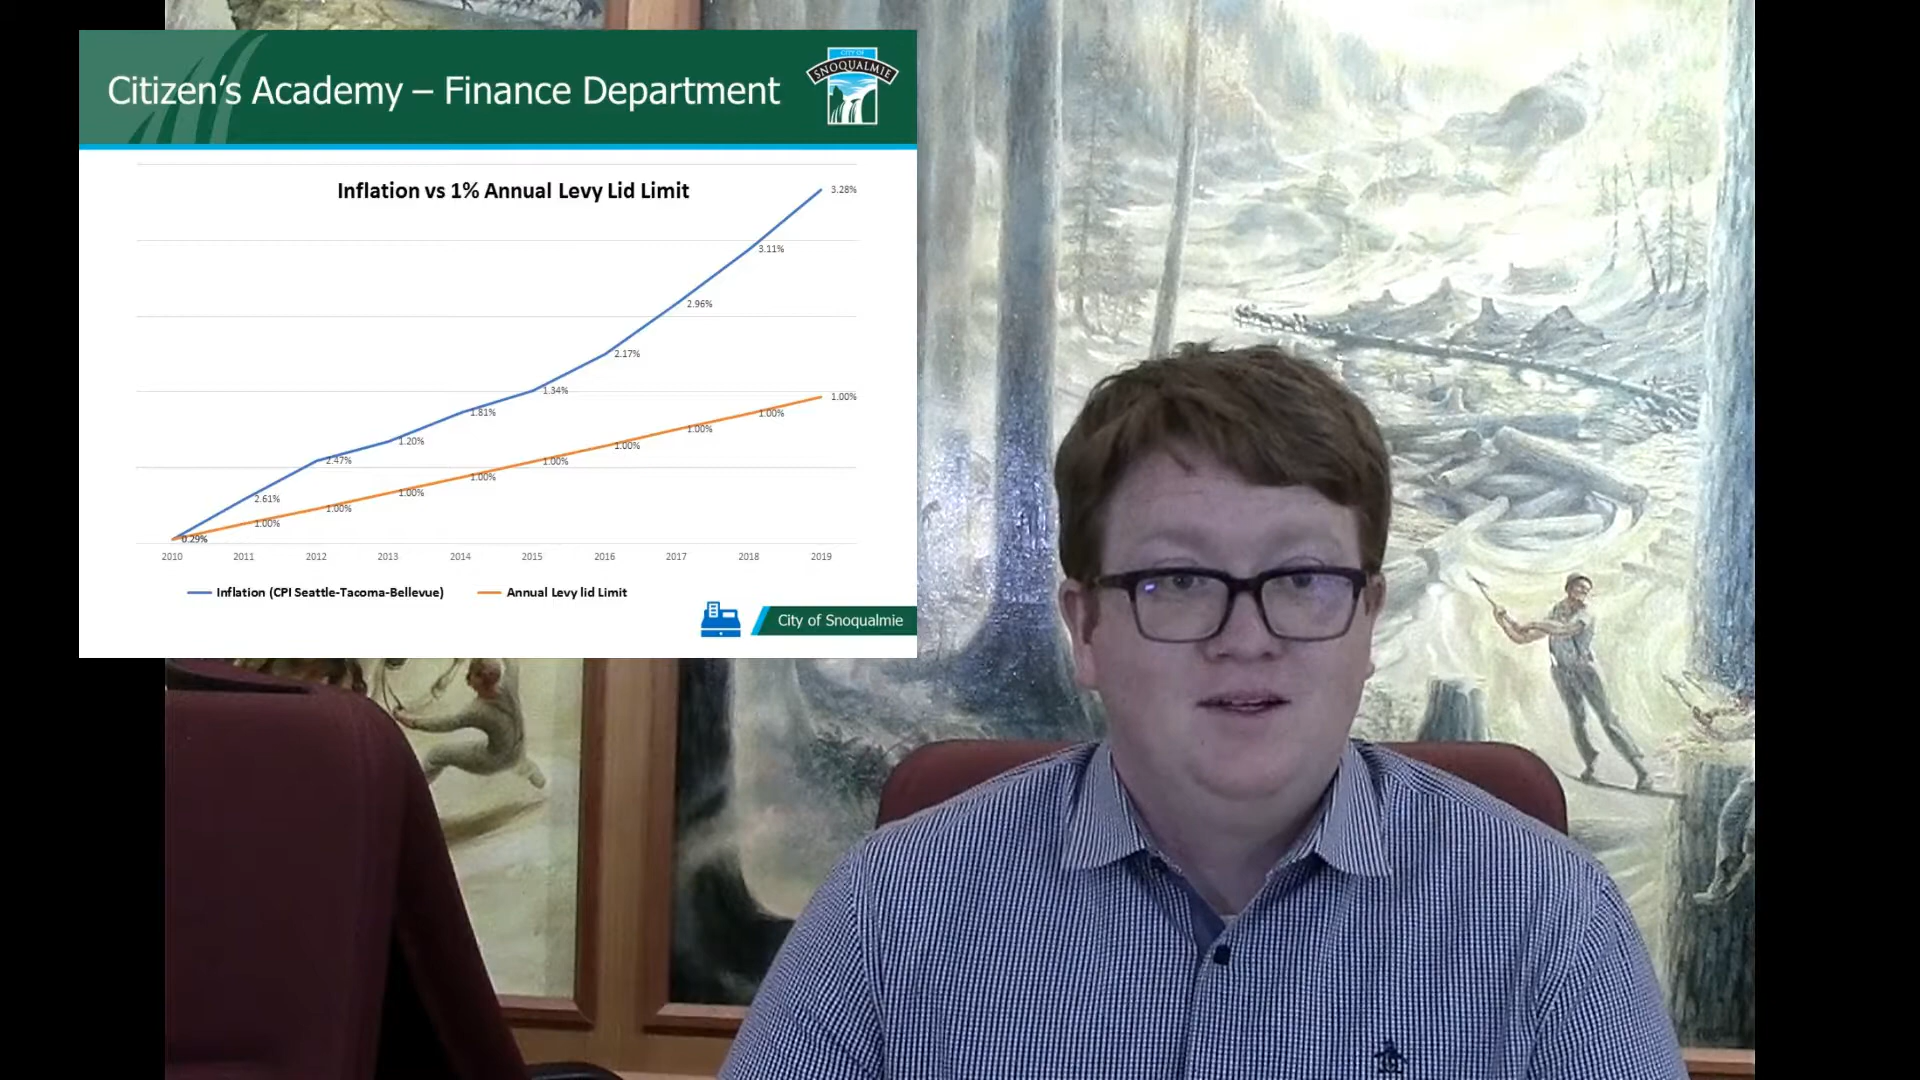 Citizen's Academy – Finance Department
CITY OF
SNOQUALMIE
Inflation vs 1% Annual Levy Lid Limit
3.28%
3.11%
2.96%
2.17%
1.34%
1.81%
1.20%
2.47%
2.61%
0.29%
1.00%
1.00%
1.00%
1.00%
1.00%
1.00%
1.00%
1.00%
1.00%
2010 2011 2012 2013 2014 2015 2016 2017 2018 2019
Inflation (CPI Seattle-Tacoma-Bellevue) Annual Levy lid Limit
City of Snoqualmie